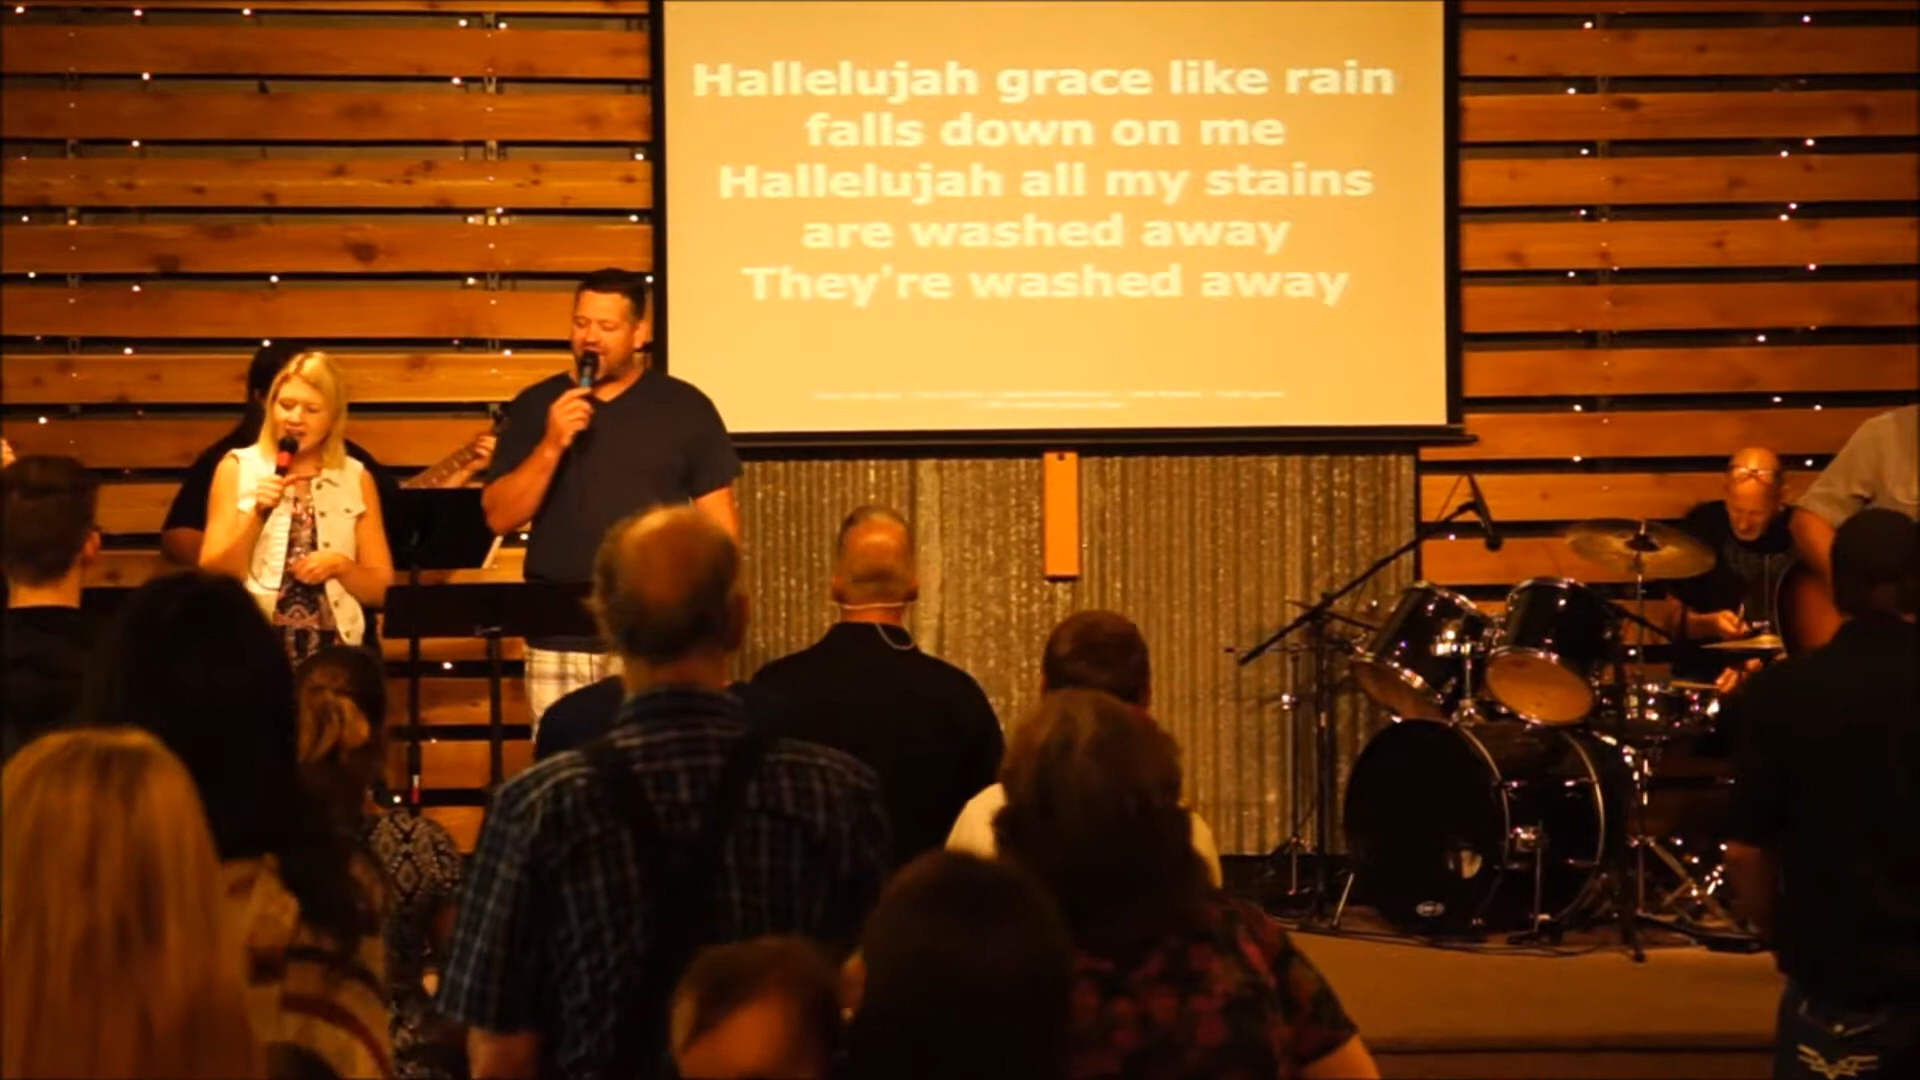 Hallelujah grace like rain
falls down on me
Hallelujah all my stains
are washed away
They're washed away